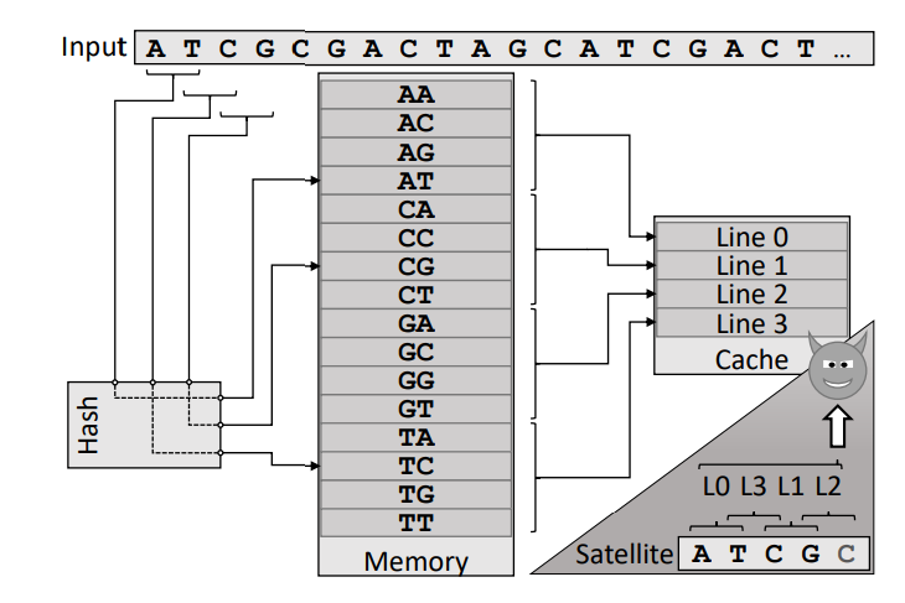 Input A T C G C G A C T A G C A T C G A C T ...
AA
AC
AG
AT
CA
CC
CG
CT
GA
GC
GG
GT
TA
TC
TG
TT
Memory
Hash
Line 0
Line 1
Line 2
Line 3
Cache
L0 L3 L1 L2
Satellite A T C G C